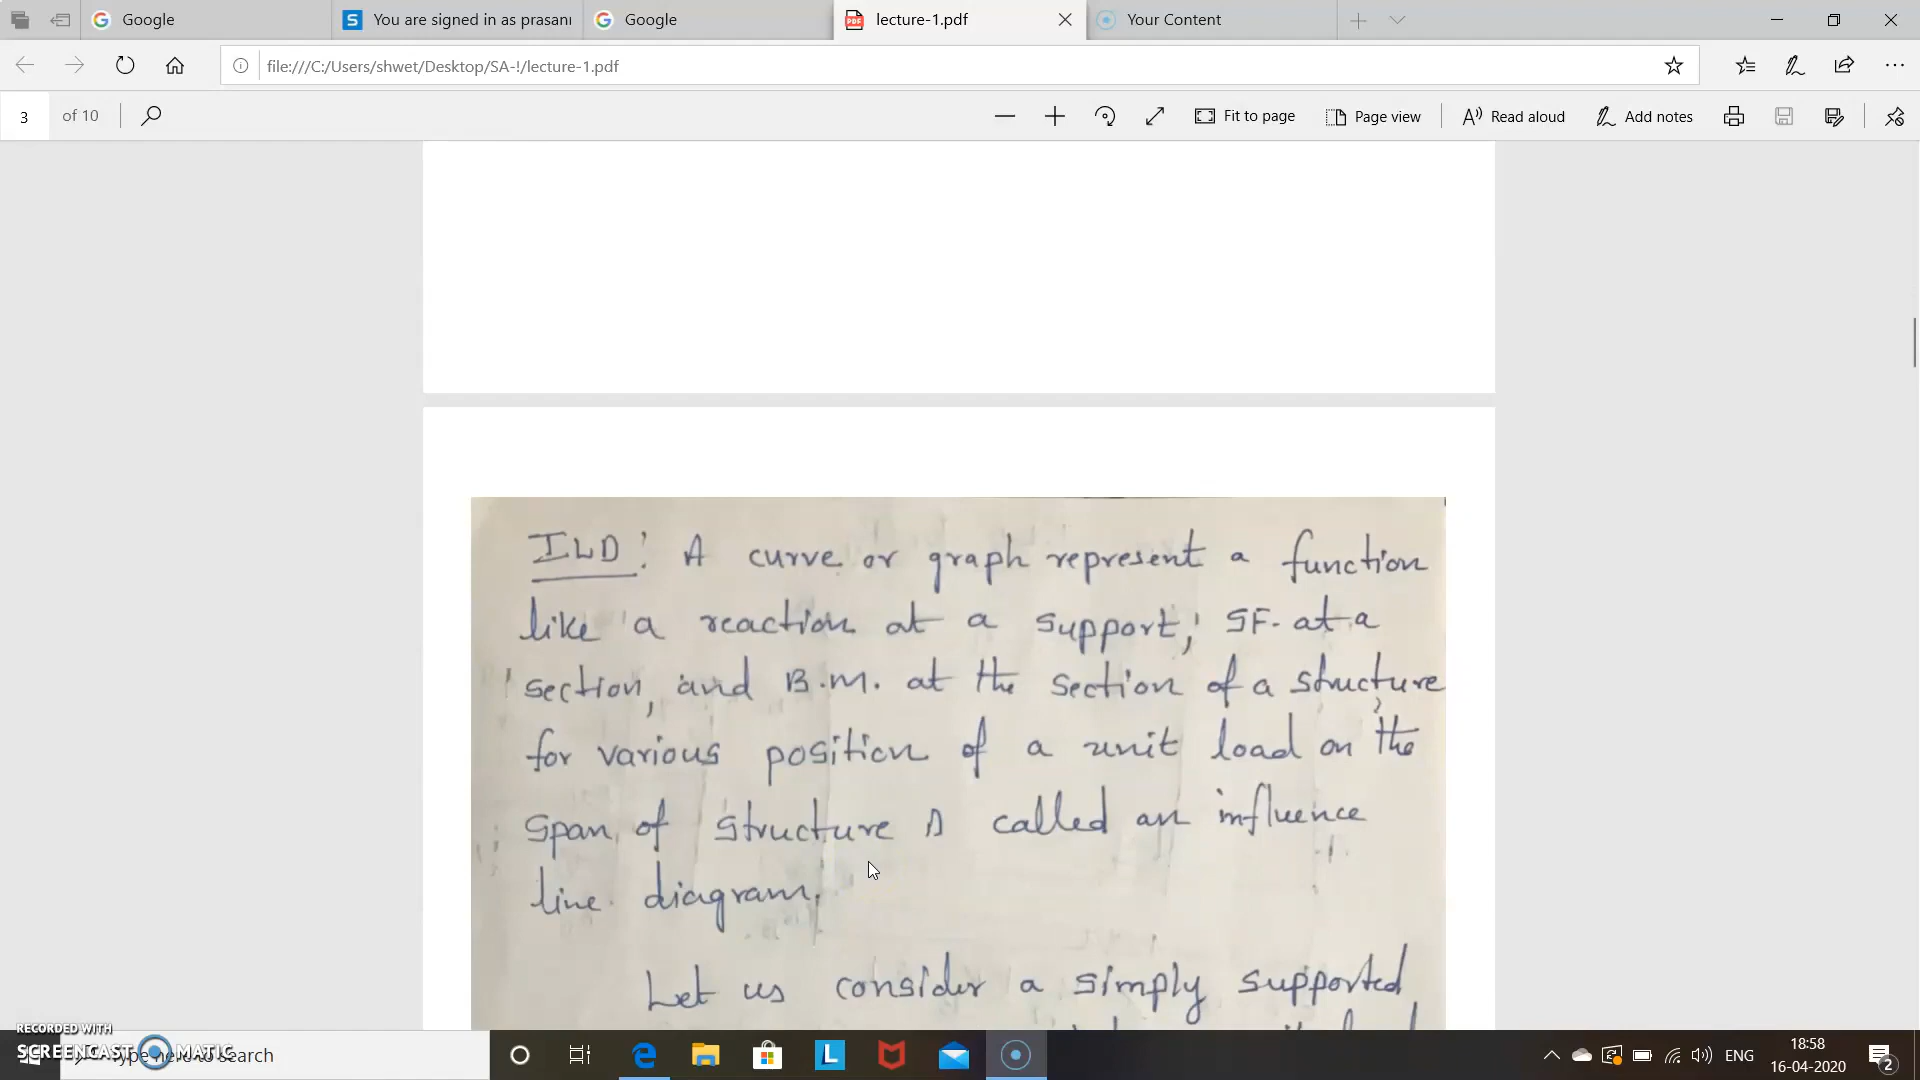 Google
You are signed in as prasann
Google
lecture-1.pdf
Your Content
file:///C:/Users/shwet/Desktop/SA-!/lecture-1.pdf
3 of 10
Fit to page
Page view
Read aloud
Add notes
ILD: A curve or graph represent a function
like a reaction at a support, SF. at a
section, and B.M. at the section of a structure,
for various position of a unit load on the
span of structure is called an influence
line diagram.
Let us consider a simply supported
RECORDED WITH
SCREENCAST MATIC
Type here to search
ENG
18:58
16-04-2020
2